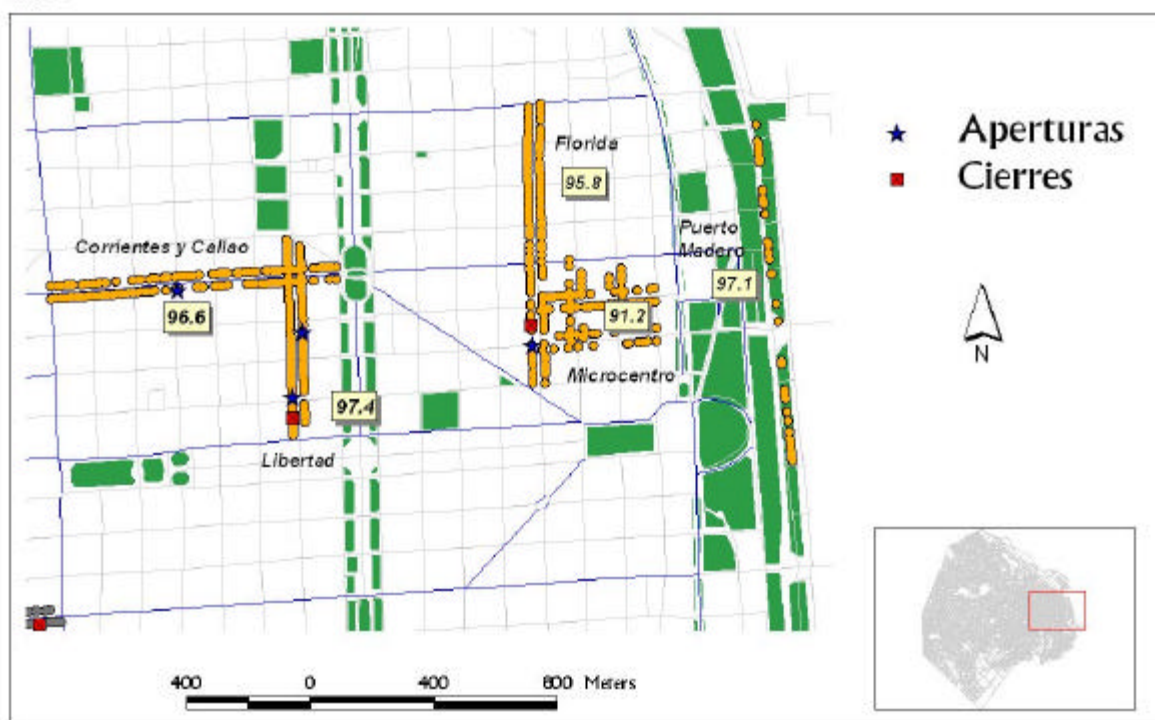 Florida
95.8
Aperturas
Cierres
Puerto
Madero
97.1
Corrientes y Callao
96.6
91.2
Microcentro
97.4
Libertad
N
400 0 400 800 Meters